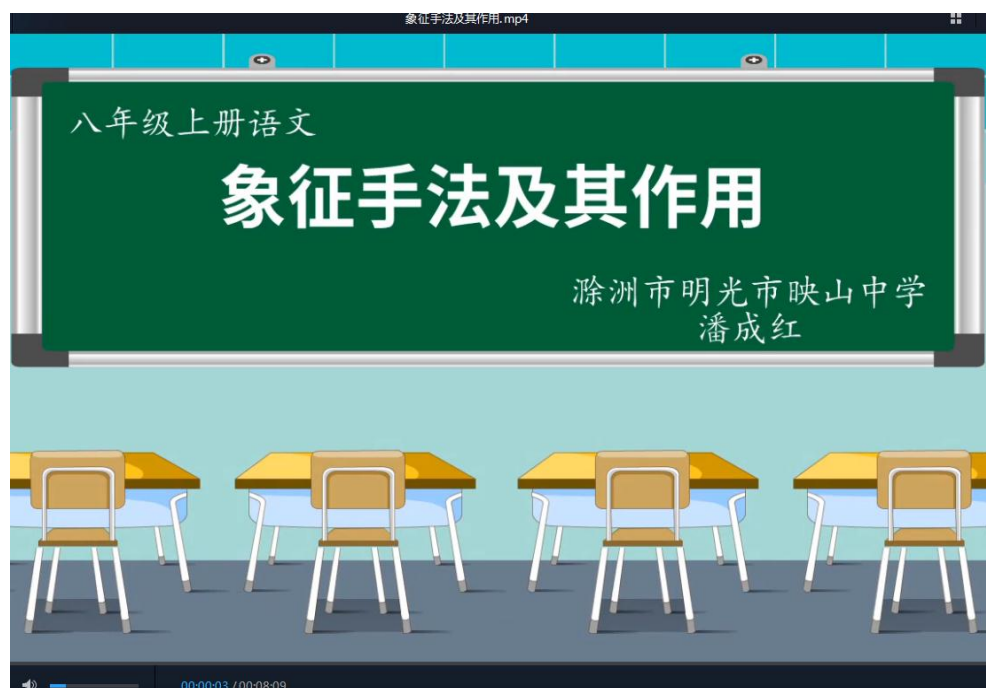 象征手法及其作用.mp4
八年级上册语文
象征手法及其作用
滁洲市明光市映山中学
潘成红
00:00:03 / 00:08:09